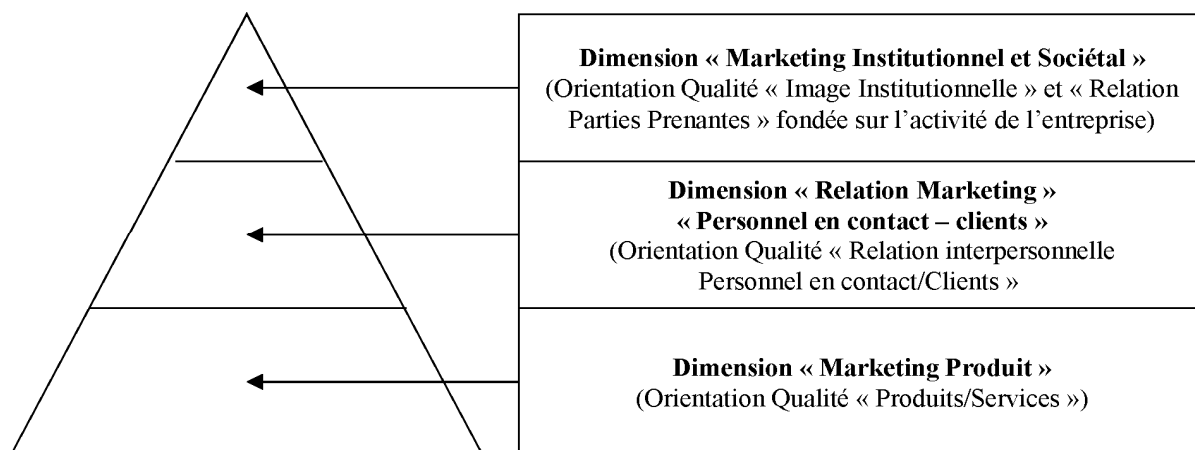 Dimension « Marketing Institutionnel et Sociétal »
(Orientation Qualité « Image Institutionnelle » et « Relation
Parties Prenantes » fondée sur l’activité de l’entreprise)
Dimension « Relation Marketing »
« Personnel en contact – clients »
(Orientation Qualité « Relation interpersonnelle
Personnel en contact/Clients »
Dimension « Marketing Produit »
(Orientation Qualité « Produits/Services »)